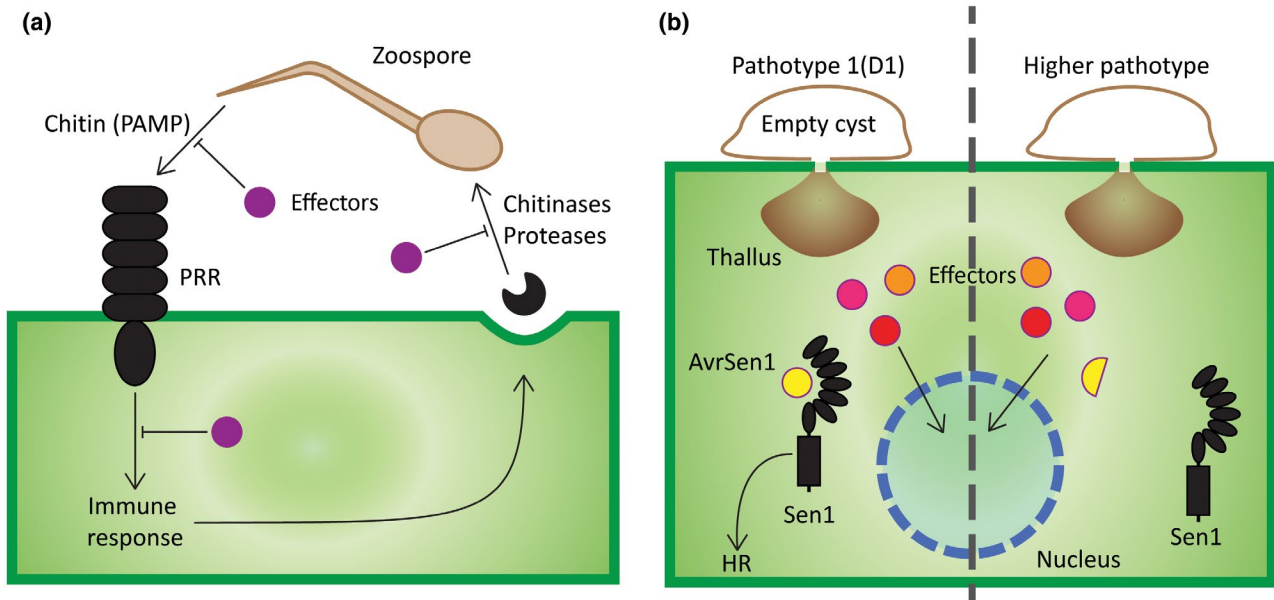 (a)
Zoospore
Chitin (PAMP)
Effectors
Chitinases
Proteases
PRR
Immune
response
(b)
Pathotype 1(D1)
Higher pathotype
Empty cyst
Thallus
Effectors
AvrSen1
Sen1
Sen1
HR
Nucleus